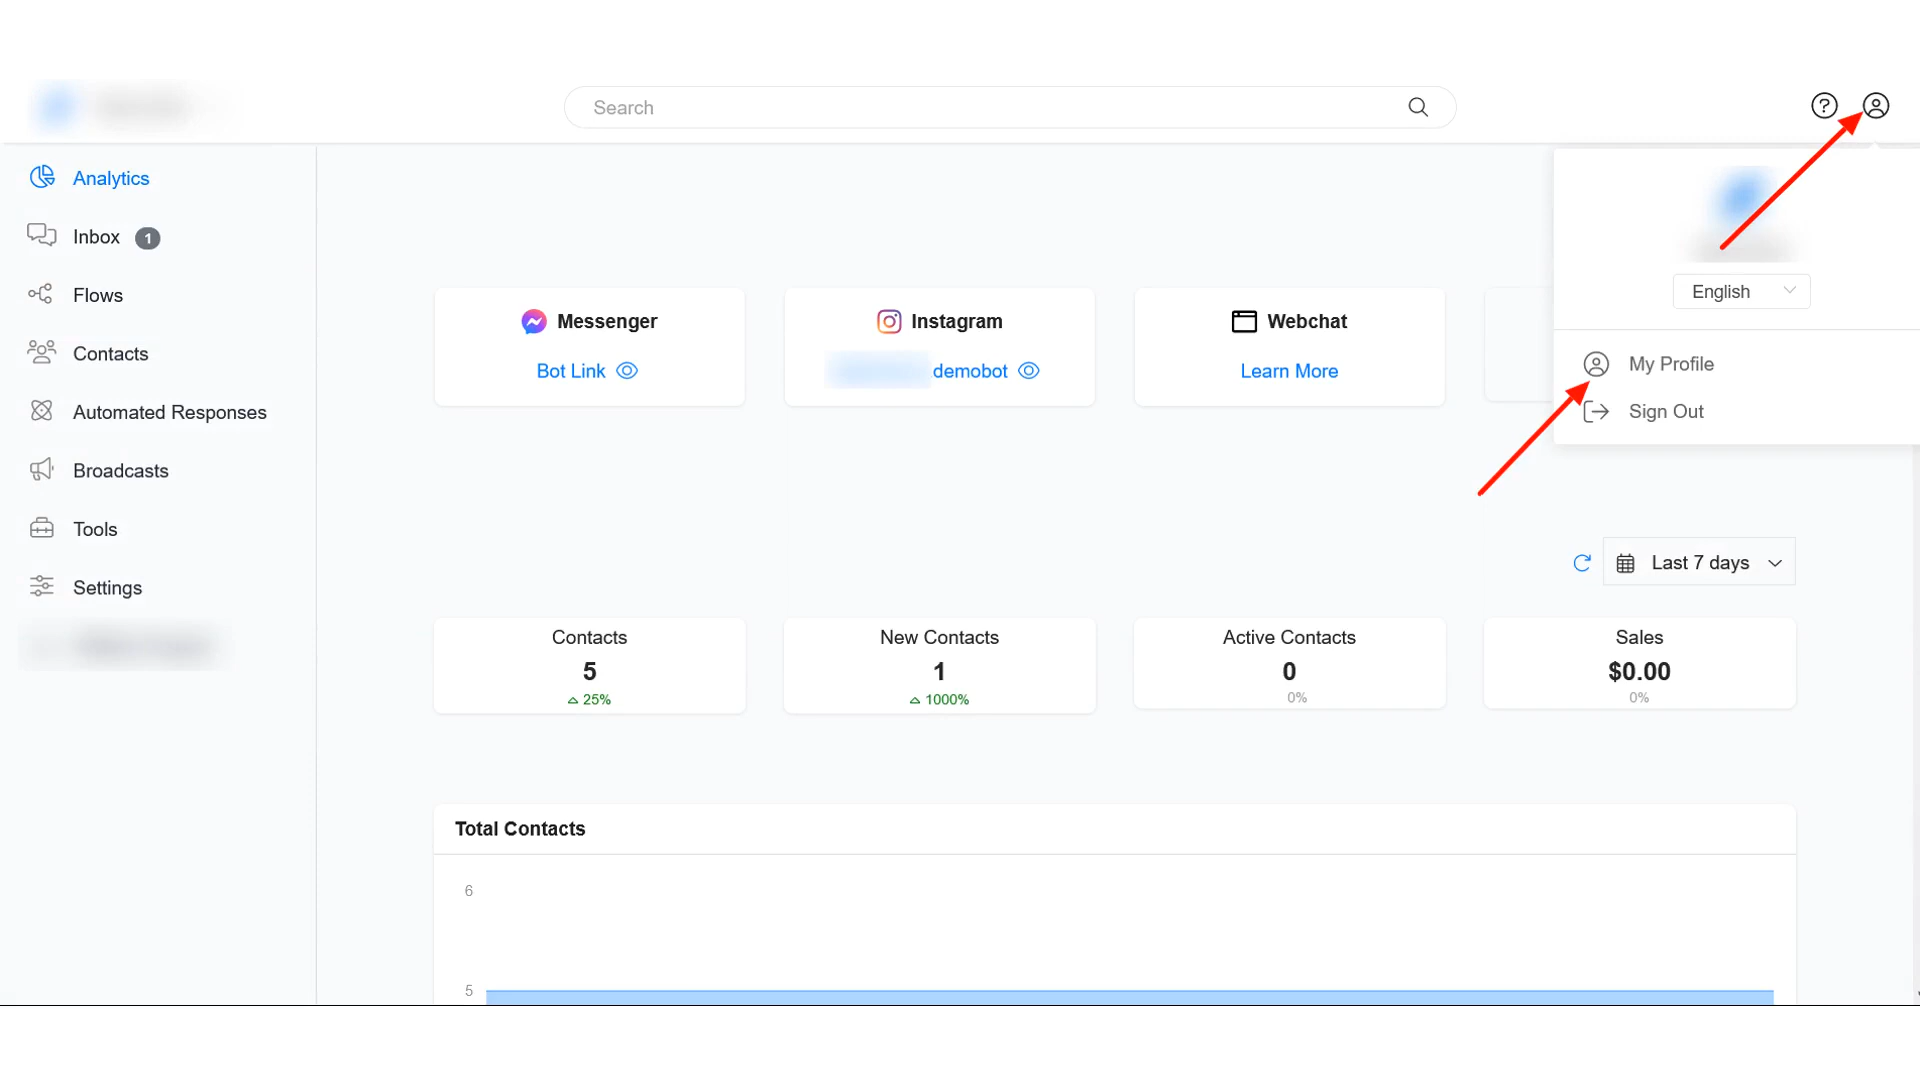 Search
?
Analytics
Inbox 1
Flows
Contacts
Automated Responses
Broadcasts
Tools
Settings
English
My Profile
Sign Out
Messenger
Bot Link
Instagram
demobot
Webchat
Learn More
Last 7 days
Contacts
5
25%
New Contacts
1
1000%
Active Contacts
0
0%
Sales
$0.00
0%
Total Contacts
6
5